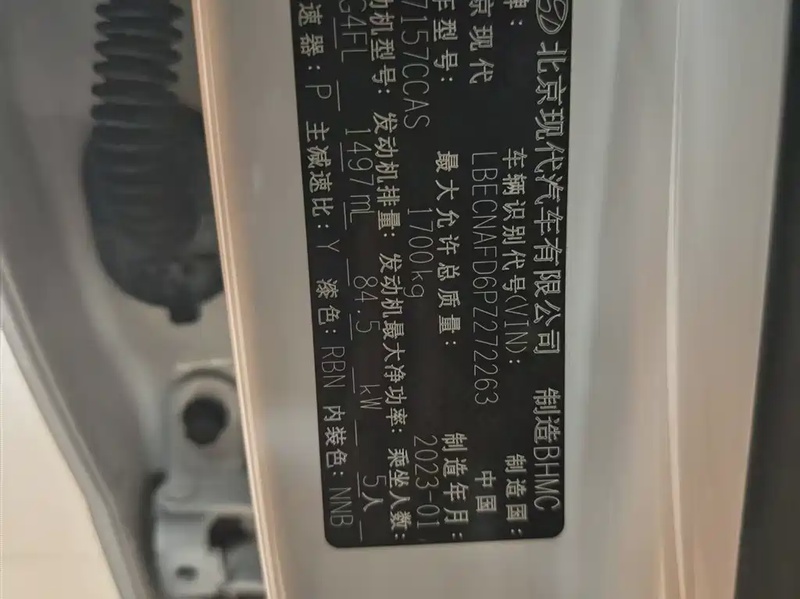 北京现代汽车有限公司 制造BHMC
牌: 车辆识别代号(VIN): 制造国:
京现代 LBECNAFD6PZ272263 中国
车型号: 最大允许总质量: 制造年月:
7157CCAS 1700kg 2023-01
动机型号: 发动机排量: 发动机最大净功率: 乘坐人数:
G4FL 1497mL 84.5 kW 5人
速器: P 主减速比: Y 漆色: RBN 内装色: NNB